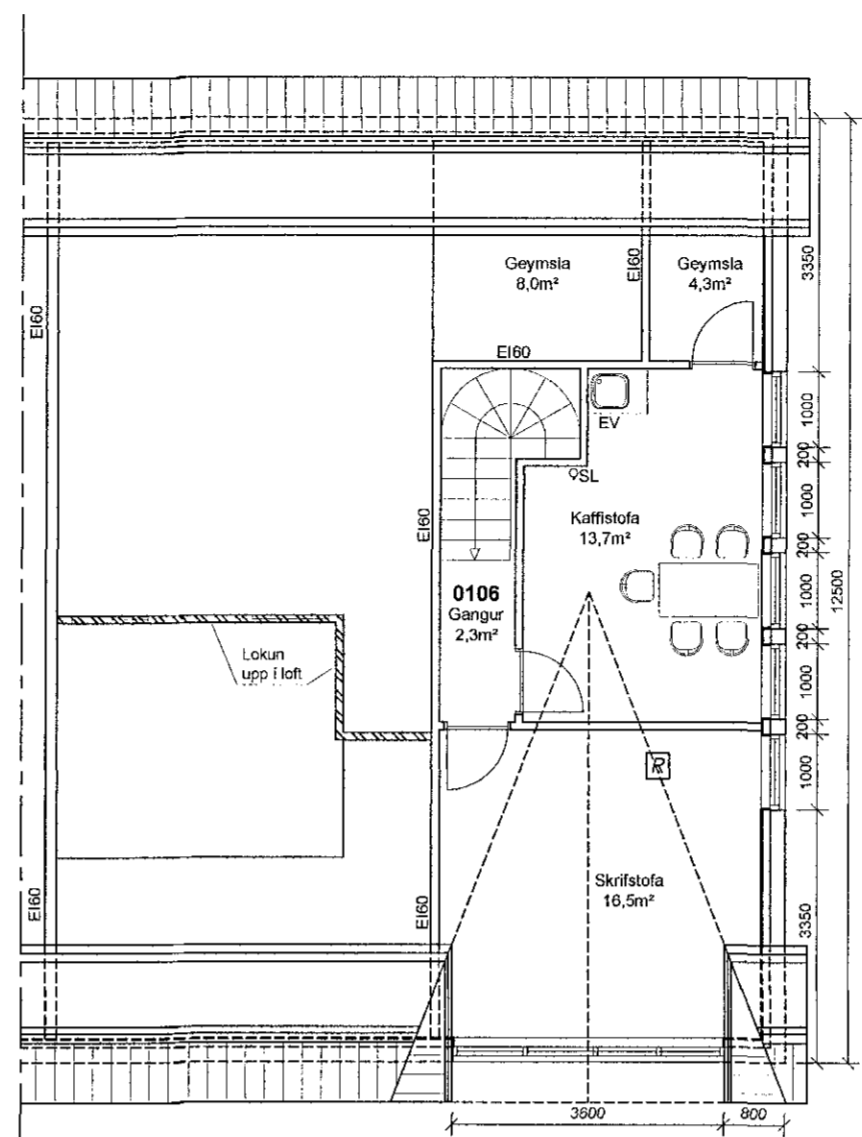 Geymsla
8,0m²
Geymsla
4,3m²
EI60
EI60
EI60
EV
SL
Kaffistofa
13,7m²
EI60
0106
Gangur
2,3m²
Lokun
upp í loft
R
Skrifstofa
16,5m²
EI60
EI60
3350
1000
200
1000
200
1000
200
1000
200
1000
3350
12500
3600
800